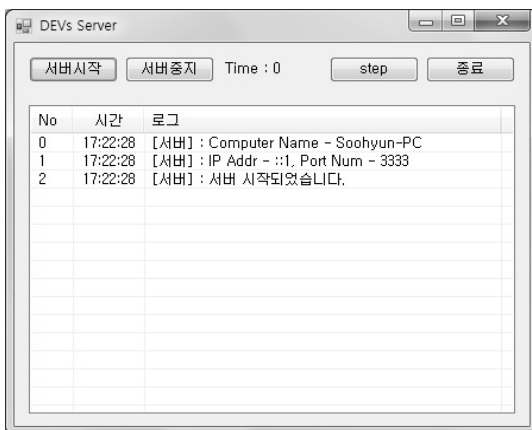 DEVs Server
서버시작 서버중지 Time : 0 step 종료
No 시간 로그
0 17:22:28 [서버] : Computer Name - Soohyun-PC
1 17:22:28 [서버] : IP Addr - ::1, Port Num - 3333
2 17:22:28 [서버] : 서버 시작되었습니다.